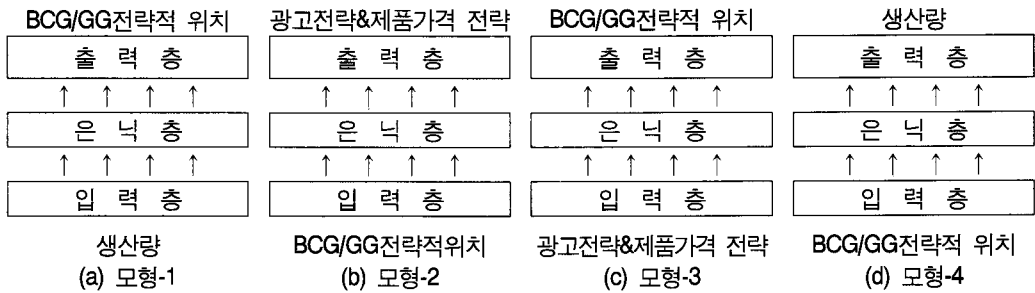 BCG/GG전략적 위치 광고전략&제품가격 전략 BCG/GG전략적 위치 생산량
출 력 층 출 력 층 출 력 층 출 력 층
은 닉 층 은 닉 층 은 닉 층 은 닉 층
입 력 층 입 력 층 입 력 층 입 력 층
생산량 BCG/GG전략적위치 광고전략&제품가격 전략 BCG/GG전략적 위치
(a) 모형-1 (b) 모형-2 (c) 모형-3 (d) 모형-4